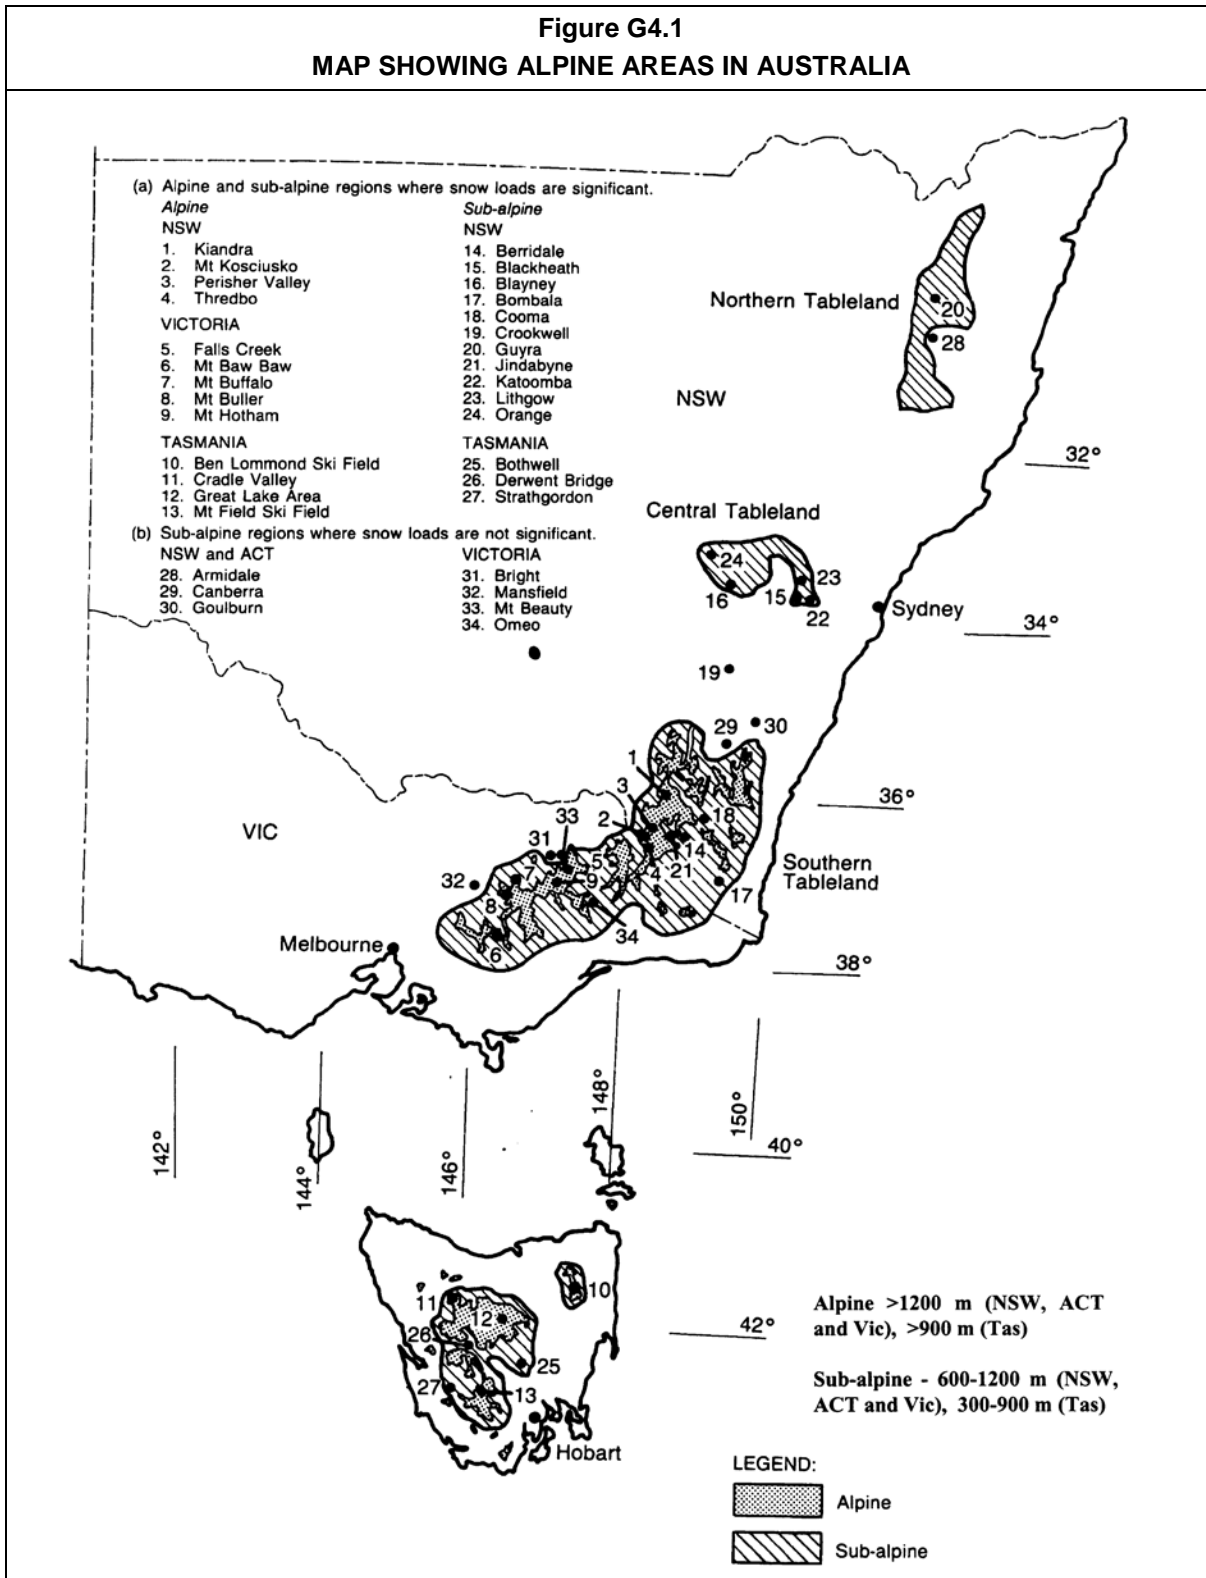 Figure G4.1
MAP SHOWING ALPINE AREAS IN AUSTRALIA
(a) Alpine and sub-alpine regions where snow loads are significant.
Alpine
NSW
1. Kiandra
2. Mt Kosciusko
3. Perisher Valley
4. Thredbo
VICTORIA
5. Falls Creek
6. Mt Baw Baw
7. Mt Buffalo
8. Mt Buller
9. Mt Hotham
TASMANIA
10. Ben Lommond Ski Field
11. Cradle Valley
12. Great Lake Area
13. Mt Field Ski Field
Sub-alpine
NSW
14. Berridale
15. Blackheath
16. Blayney
17. Bombala
18. Cooma
19. Crookwell
20. Guyra
21. Jindabyne
22. Katoomba
23. Lithgow
24. Orange
TASMANIA
25. Bothwell
26. Derwent Bridge
27. Strathgordon
(b) Sub-alpine regions where snow loads are not significant.
NSW and ACT
28. Armidale
29. Canberra
30. Goulburn
VICTORIA
31. Bright
32. Mansfield
33. Mt Beauty
34. Omeo
Northern Tableland
20
28
NSW
32°
Central Tableland
24
23
16
15
22
Sydney
34°
19
30
29
1
3
36°
18
2
33
VIC
31
14
5
21
Southern
Tableland
7
4
32
9
17
8
34
6
Melbourne
38°
148°
150°
142°
144°
146°
40°
10
11
12
42°
26
25
27
13
Hobart
Alpine >1200 m (NSW, ACT
and Vic), >900 m (Tas)
Sub-alpine - 600-1200 m (NSW,
ACT and Vic), 300-900 m (Tas)
LEGEND:
Alpine
Sub-alpine